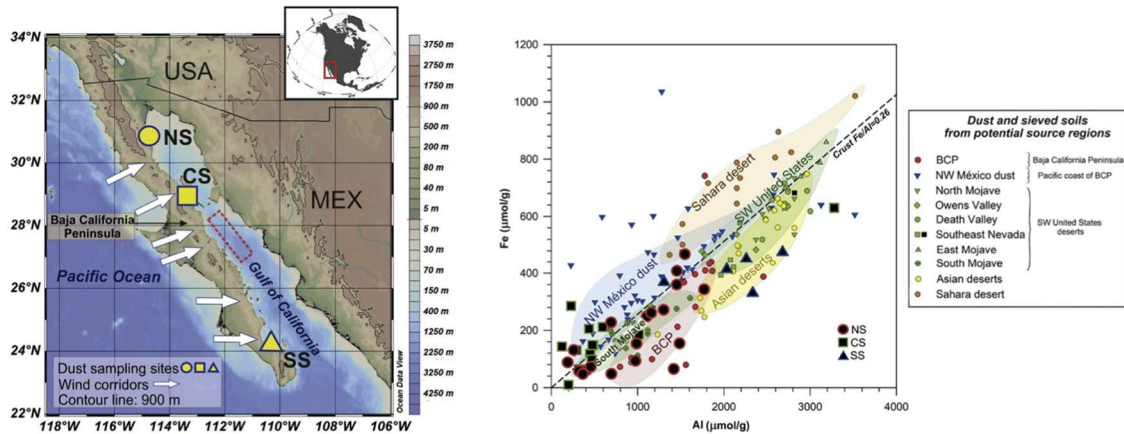 34°N
32°N
30°N
28°N
26°N
24°N
22°N
118°W
116°W
114°W
112°W
110°W
108°W
106°W
USA
MEX
NS
CS
SS
Baja California
Peninsula
Pacific Ocean
Gulf of California
Dust sampling sites
Wind corridors
Contour line: 900 m
3750 m
2750 m
1750 m
900 m
500 m
200 m
80 m
40 m
5 m
5 m
30 m
70 m
150 m
400 m
1250 m
2250 m
3250 m
4250 m
5250 m
Ocean Data View
Fe (µmol/g)
1200
1000
800
600
400
200
0
0
1000
2000
3000
4000
Al (µmol/g)
Crust Fe/Al=0.26
Sahara desert
SW United States
NW México dust
Asian deserts
South Mojave
BCP
NS
CS
SS
Dust and sieved soils
from potential source regions
BCP
Baja California Peninsula
NW México dust
Pacific coast of BCP
North Mojave
Owens Valley
Death Valley
Southeast Nevada
East Mojave
South Mojave
SW United States
deserts
Asian deserts
Sahara desert